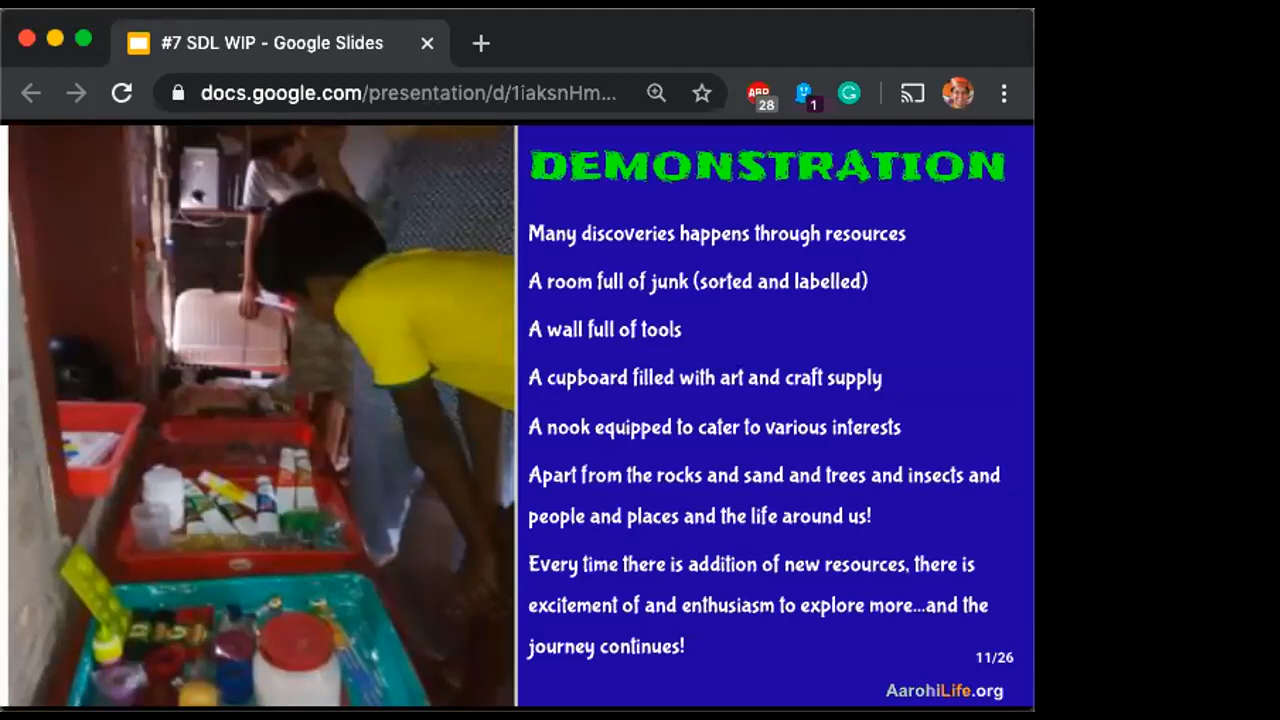 #7 SDL WIP - Google Slides
docs.google.com/presentation/d/1iaksnHm...
28
1
DEMONSTRATION
Many discoveries happens through resources
A room full of junk (sorted and labelled)
A wall full of tools
A cupboard filled with art and craft supply
A nook equipped to cater to various interests
Apart from the rocks and sand and trees and insects and
people and places and the life around us!
Every time there is addition of new resources, there is
excitement of and enthusiasm to explore more...and the
journey continues!
11/26
AarohiLife.org